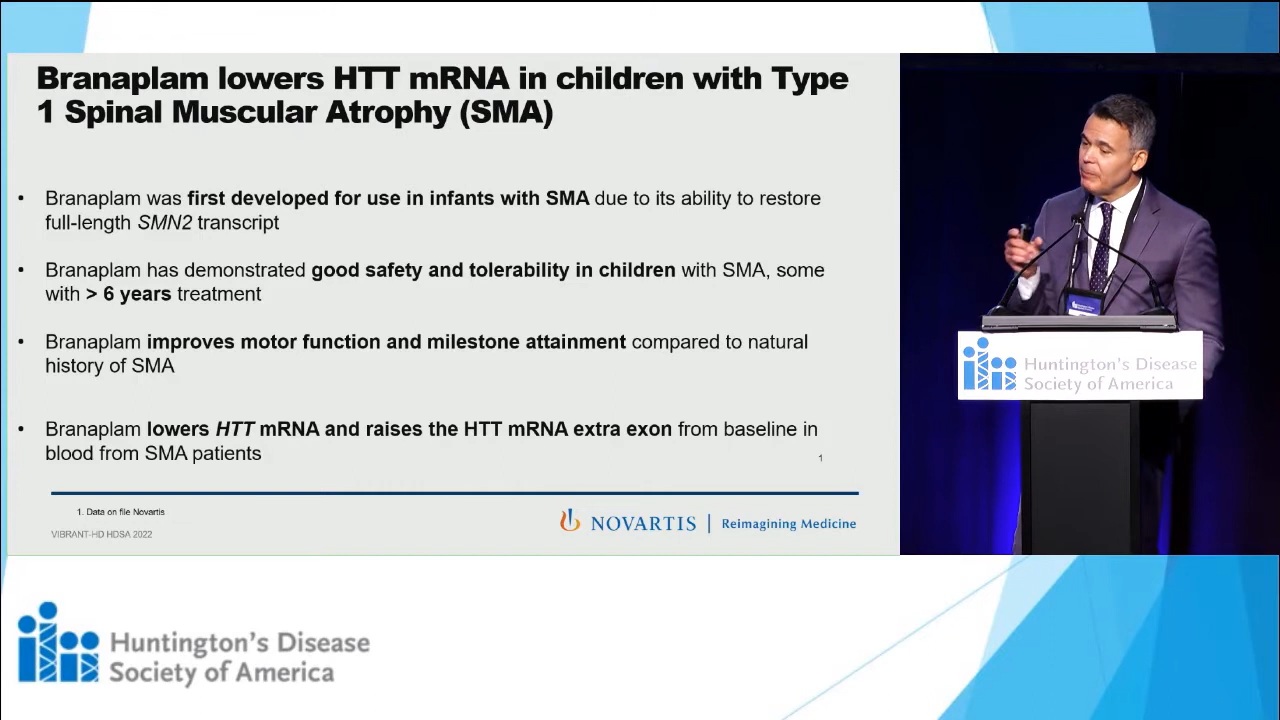 Branaplam lowers HTT mRNA in children with Type
1 Spinal Muscular Atrophy (SMA)
• Branaplam was first developed for use in infants with SMA due to its ability to restore
full-length SMN2 transcript
• Branaplam has demonstrated good safety and tolerability in children with SMA, some
with > 6 years treatment
• Branaplam improves motor function and milestone attainment compared to natural
history of SMA
• Branaplam lowers HTT mRNA and raises the HTT mRNA extra exon from baseline in
blood from SMA patients
1
1. Data on file Novartis
VIBRANT-HD HDSA 2022
NOVARTIS | Reimagining Medicine
Huntington's Disease
Society of America
Huntington's Disease
Society of America